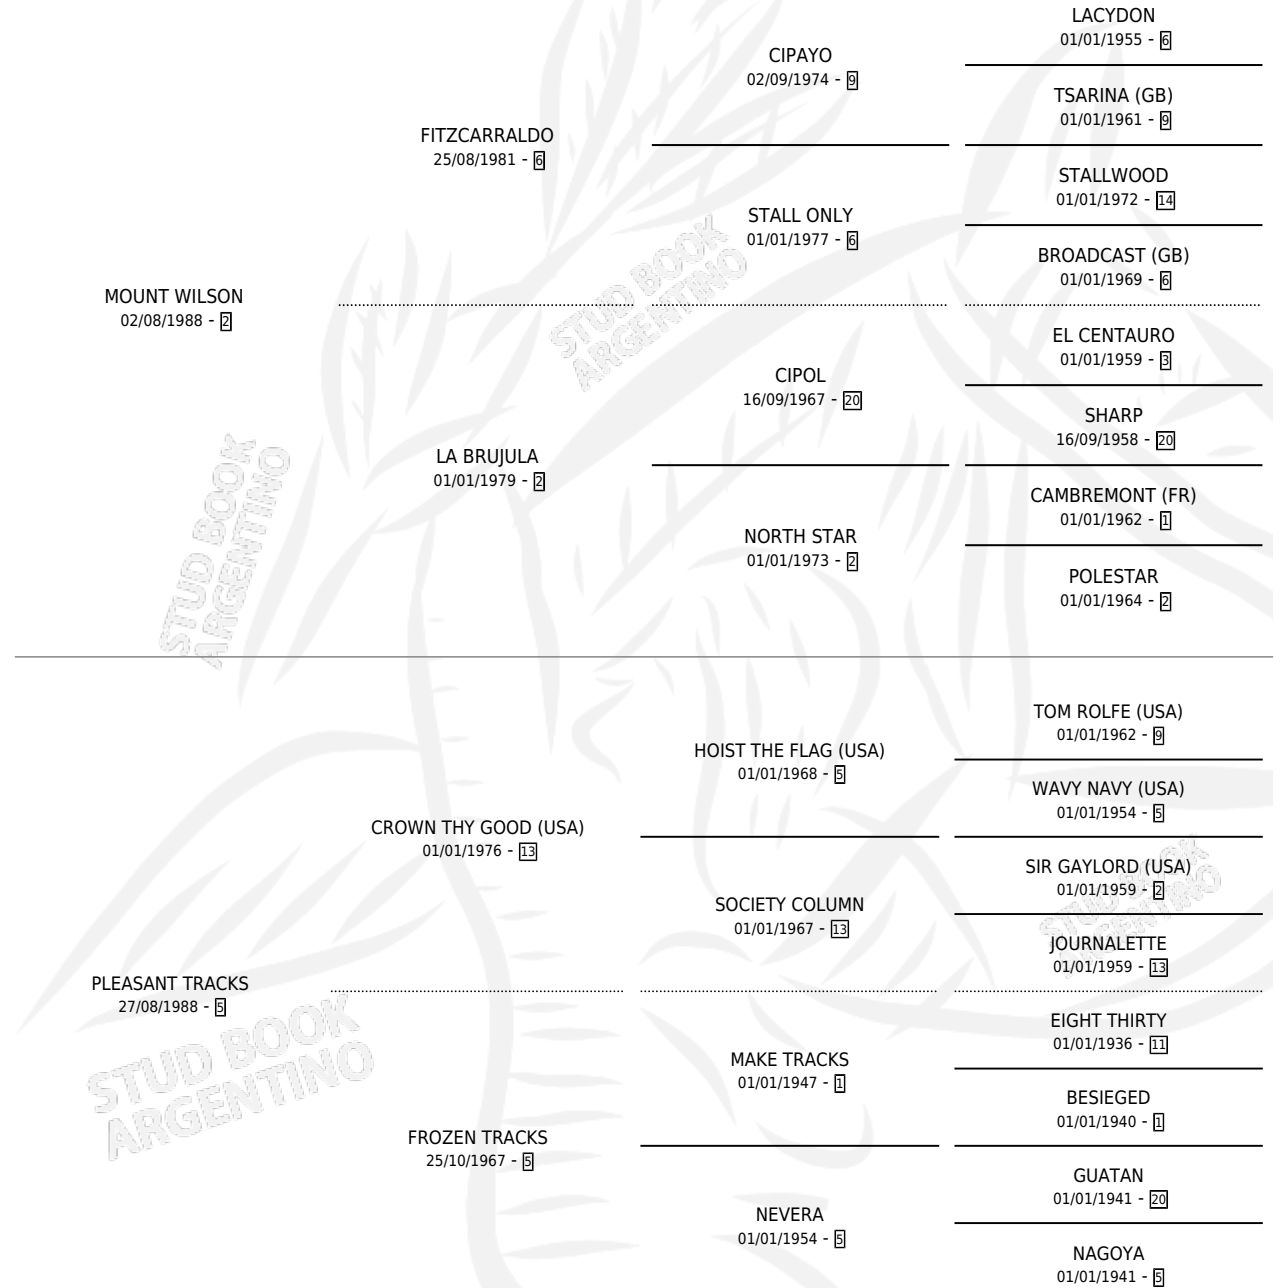 LACYDON
01/01/1955 - 6
CIPAYO
02/09/1974 - 9
TSARINA (GB)
01/01/1961 - 9
FITZCARRALDO
25/08/1981 - 6
STALLWOOD
01/01/1972 - 14
STALL ONLY
01/01/1977 - 6
BROADCAST (GB)
01/01/1969 - 6
MOUNT WILSON
02/08/1988 - 2
STUD BOOK
ARGENTINO
EL CENTAURO
01/01/1959 - 3
CIPOL
16/09/1967 - 20
SHARP
16/09/1958 - 20
LA BRUJULA
01/01/1979 - 2
CAMBREMONT (FR)
01/01/1962 - 1
NORTH STAR
01/01/1973 - 2
POLESTAR
01/01/1964 - 2
STUD BOOK
ARGENTINO
TOM ROLFE (USA)
01/01/1962 - 9
HOIST THE FLAG (USA)
01/01/1968 - 5
WAVY NAVY (USA)
01/01/1954 - 5
CROWN THY GOOD (USA)
01/01/1976 - 13
SIR GAYLORD (USA)
01/01/1959 - 2
SOCIETY COLUMN
01/01/1967 - 13
STUD BOOK
ARGENTINO
JOURNALETTE
01/01/1959 - 13
PLEASANT TRACKS
27/08/1988 - 5
STUD BOOK
ARGENTINO
EIGHT THIRTY
01/01/1936 - 11
MAKE TRACKS
01/01/1947 - 1
BESIEGED
01/01/1940 - 1
FROZEN TRACKS
25/10/1967 - 5
GUATAN
01/01/1941 - 20
NEVERA
01/01/1954 - 5
NAGOYA
01/01/1941 - 5